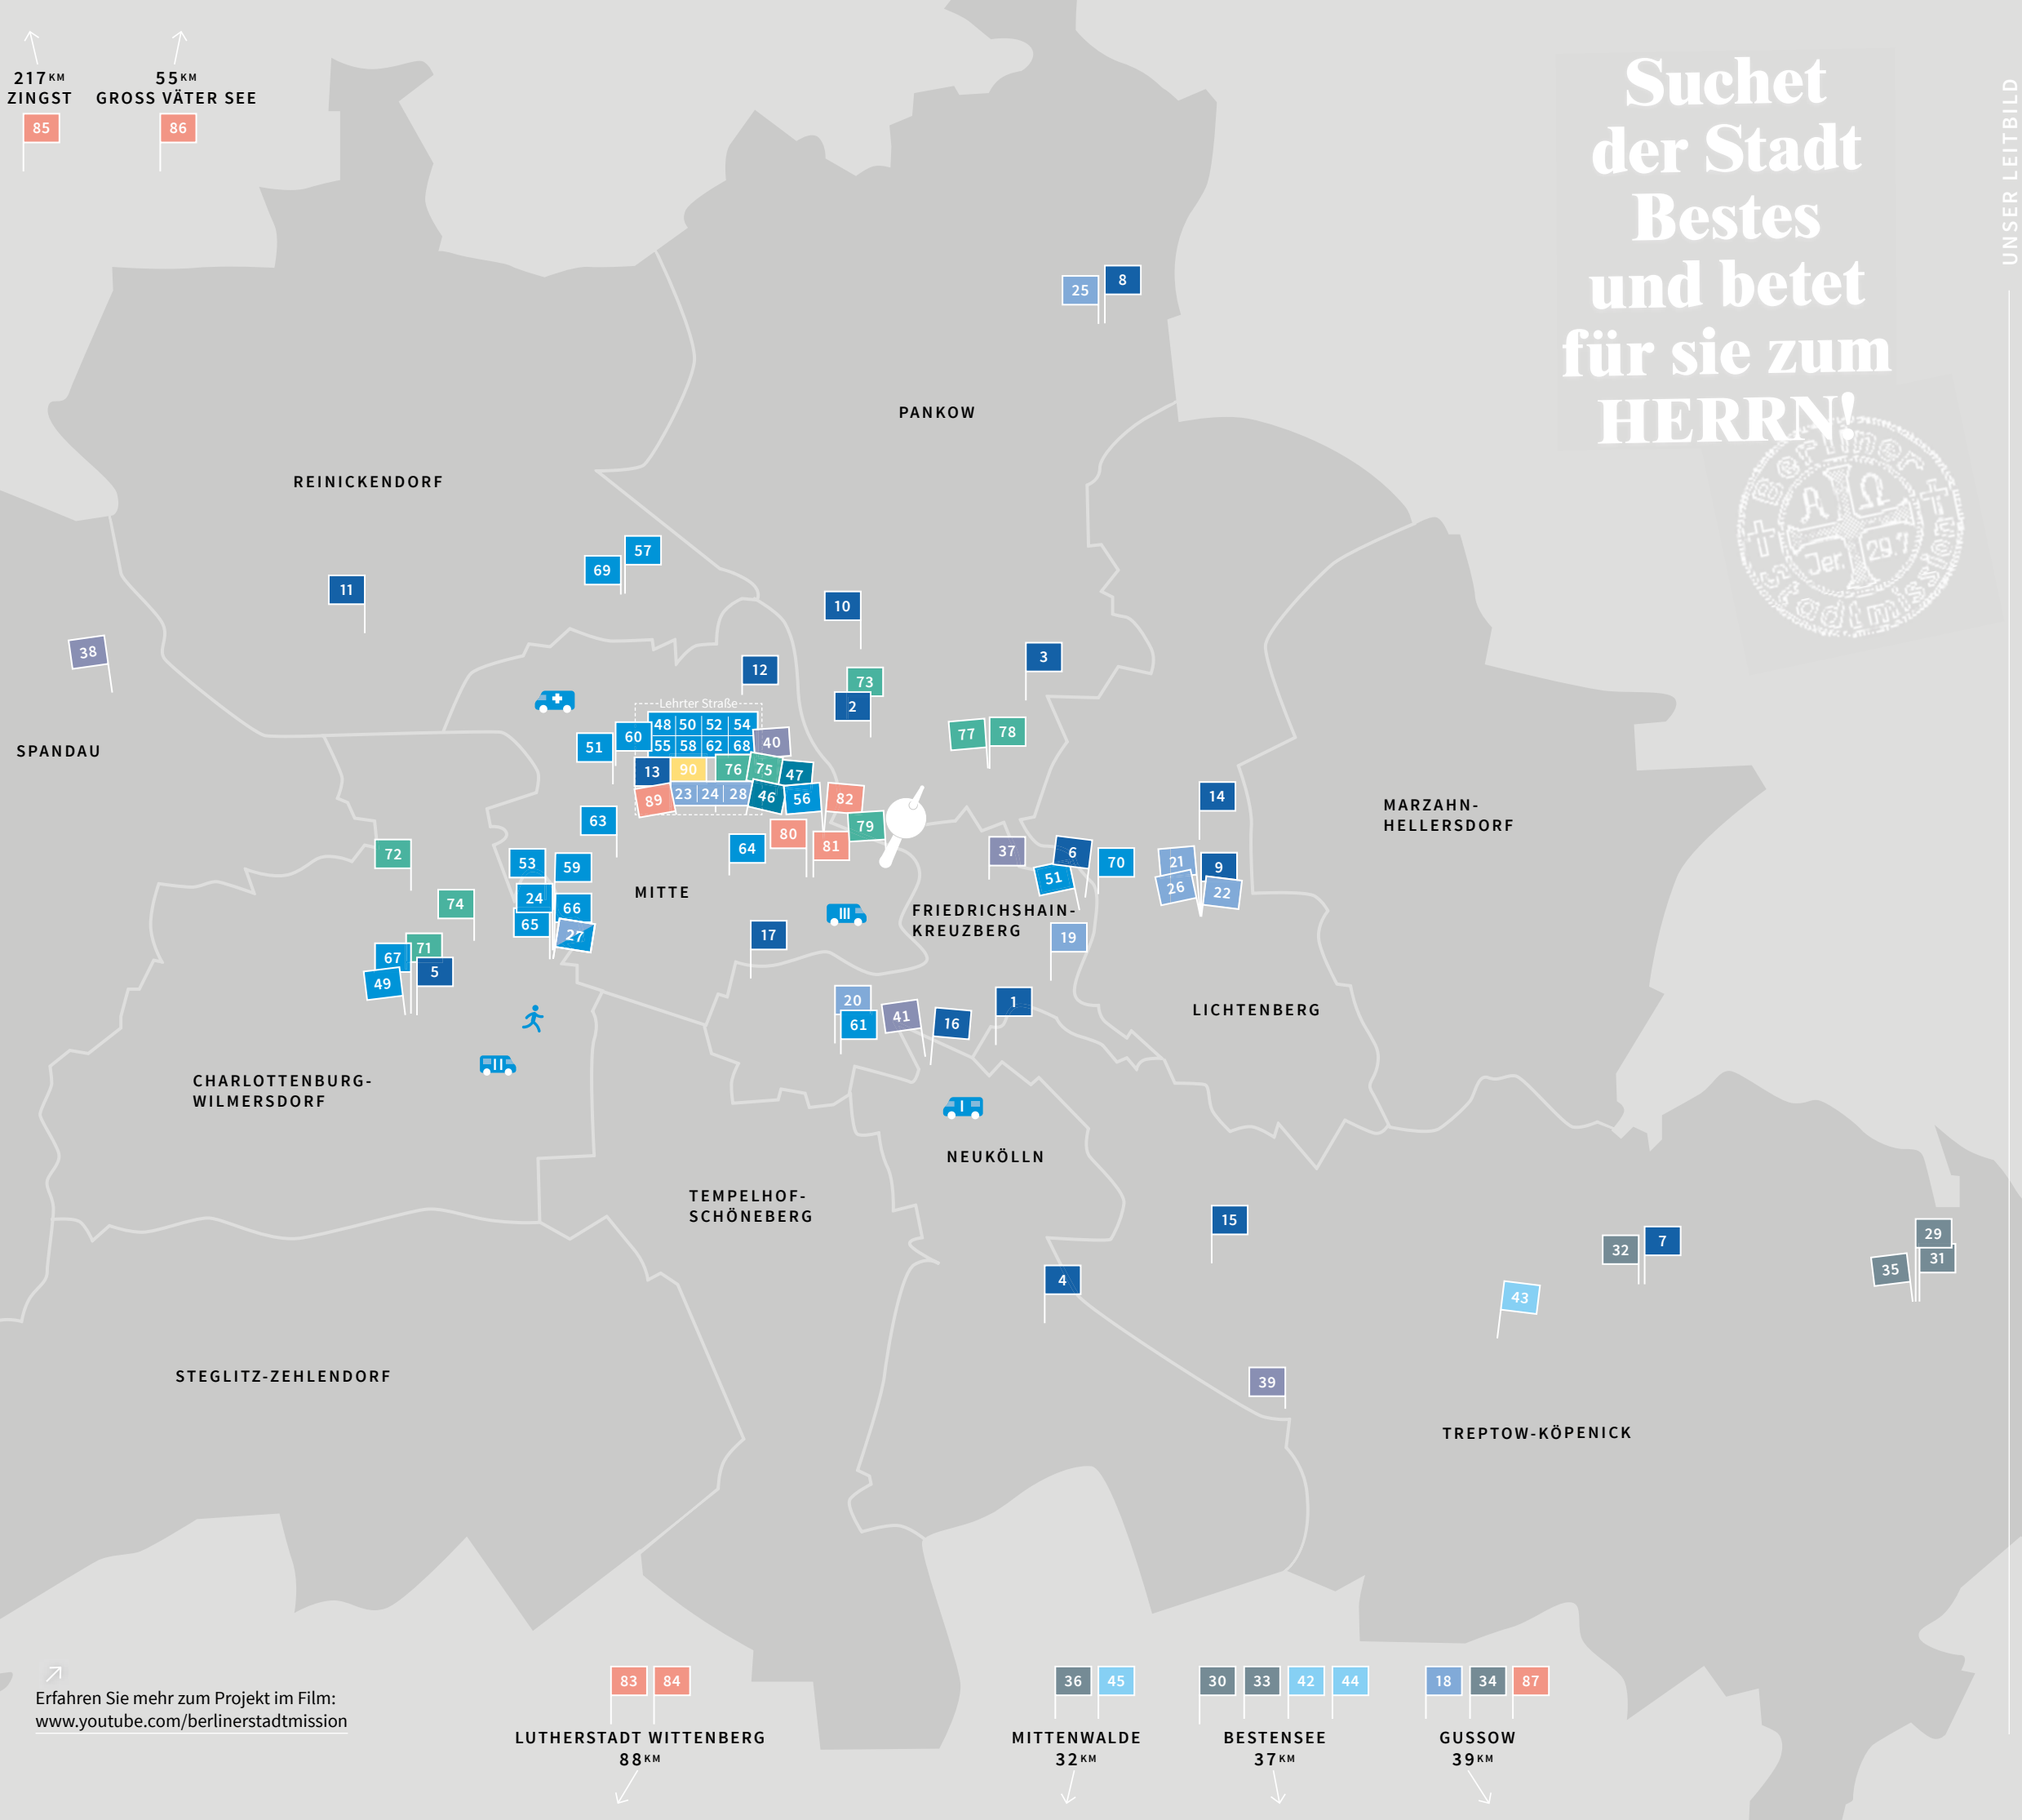 217 KM
ZINGST
85
55 KM
GROSS VÄTER SEE
86
Suchet
der Stadt
Bestes
und betet
für sie zum
HERRN!
UNSER LEITBILD
Berliner Stadtmission
Α Ω
Jer. 29.7
25
8
PANKOW
REINICKENDORF
57
69
11
10
38
12
3
73
2
SPANDAU
Lehrter Straße
48 50 52 54
55 58 62 68
60
51
40
77
78
13
90
76
75
47
89
23 24 28
46
56
82
14
MARZAHN-
HELLERSDORF
63
79
80
81
64
72
37
6
70
51
21
9
26
22
53
59
MITTE
24
74
66
65
27
FRIEDRICHSHAIN-
KREUZBERG
17
19
71
67
5
49
20
61
41
16
1
LICHTENBERG
CHARLOTTENBURG-
WILMERSDORF
II
III
I
NEUKÖLLN
TEMPELHOF-
SCHÖNEBERG
15
32
7
29
31
35
4
43
STEGLITZ-ZEHLENDORF
39
TREPTOW-KÖPENICK
Erfahren Sie mehr zum Projekt im Film:
www.youtube.com/berlinerstadtmission
83
84
LUTHERSTADT WITTENBERG
88 KM
36
45
MITTENWALDE
32 KM
30
33
42
44
BESTENSEE
37 KM
18
34
87
GUSSOW
39 KM